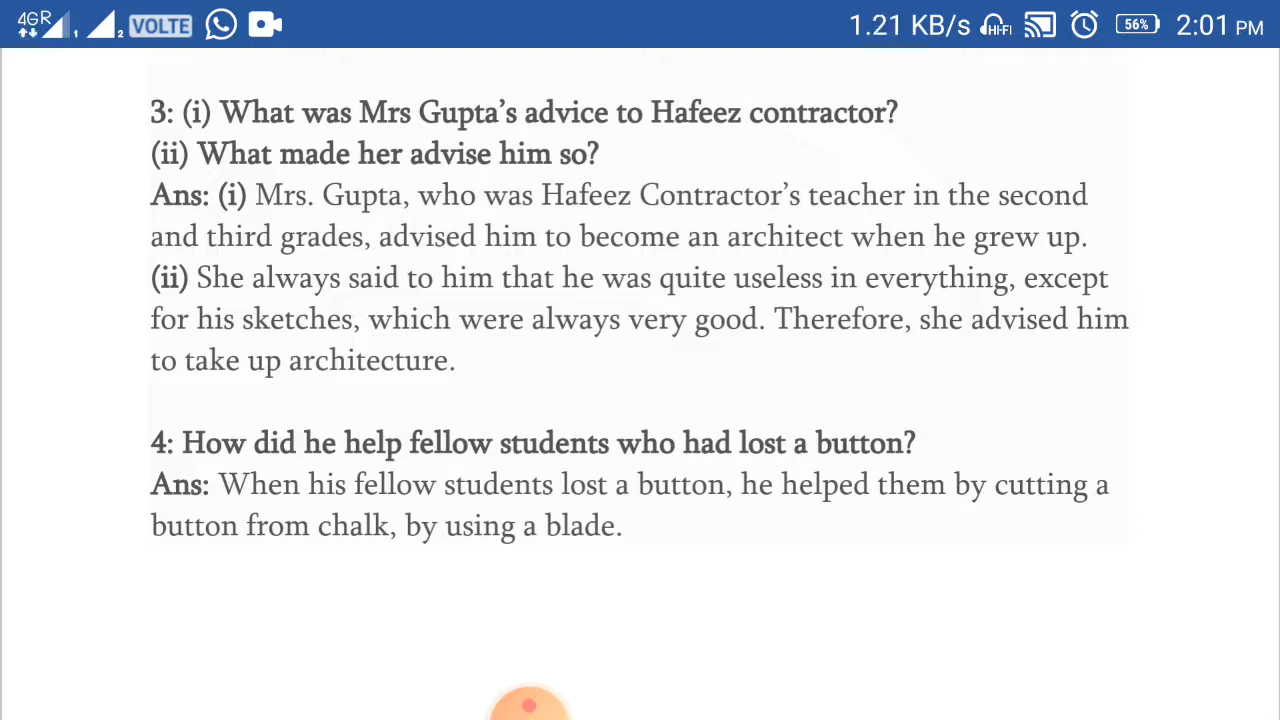 4GR 1 2 VOLTE 1.21 KB/s HI-FI 56% 2:01 PM
3: (i) What was Mrs Gupta's advice to Hafeez contractor?
(ii) What made her advise him so?
Ans: (i) Mrs. Gupta, who was Hafeez Contractor's teacher in the second
and third grades, advised him to become an architect when he grew up.
(ii) She always said to him that he was quite useless in everything, except
for his sketches, which were always very good. Therefore, she advised him
to take up architecture.
4: How did he help fellow students who had lost a button?
Ans: When his fellow students lost a button, he helped them by cutting a
button from chalk, by using a blade.